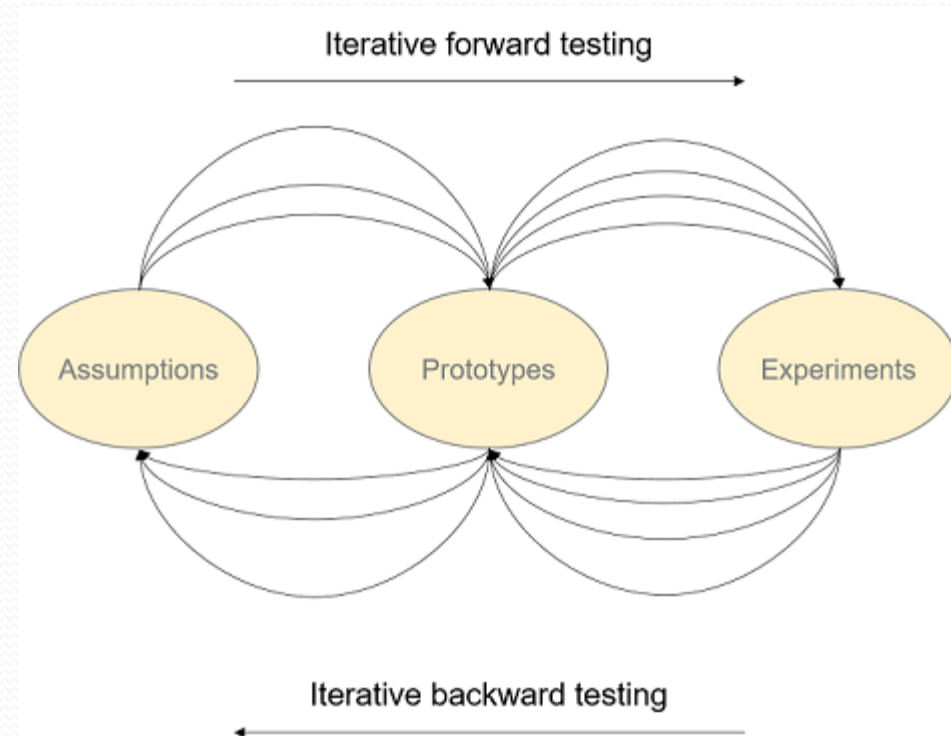 Iterative forward testing
Assumptions
Prototypes
Experiments
Iterative backward testing